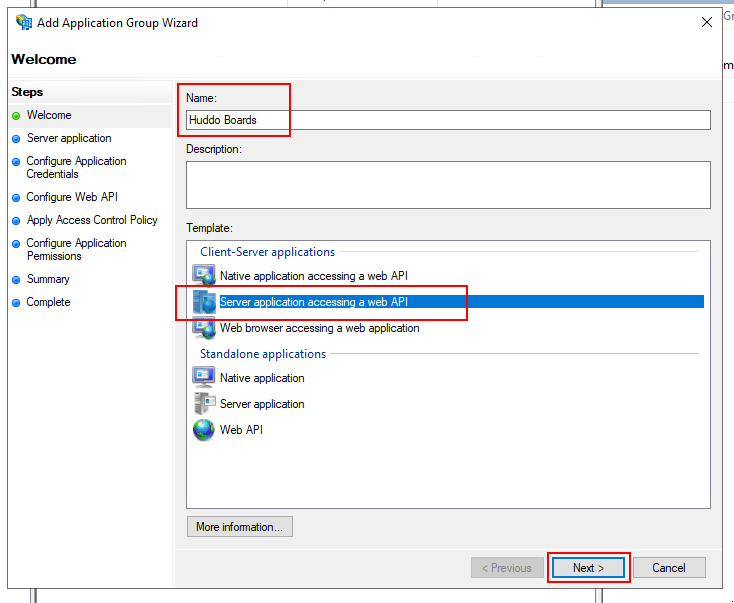 Add Application Group Wizard
Welcome
Steps
Welcome
Server application
Configure Application
Credentials
Configure Web API
Apply Access Control Policy
Configure Application
Permissions
Summary
Complete
Name:
Huddo Boards
Description:
Template:
Client-Server applications
Native application accessing a web API
Server application accessing a web API
Web browser accessing a web application
Standalone applications
Native application
Server application
Web API
More information...
< Previous
Next >
Cancel